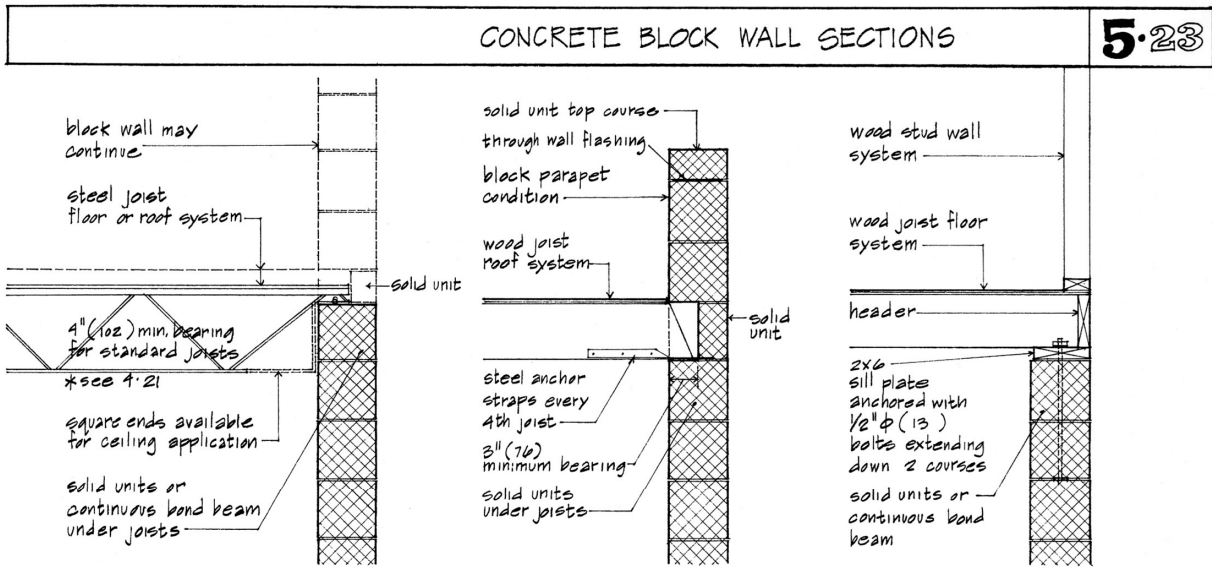 CONCRETE BLOCK WALL SECTIONS
5·23
block wall may
continue
steel joist
floor or roof system
solid unit
4"(102) min. bearing
for standard joists
*see 4·21
square ends available
for ceiling application
solid units or
continuous bond beam
under joists
solid unit top course
through wall flashing
block parapet
condition
wood joist
roof system
solid
unit
steel anchor
straps every
4th joist
3"(76)
minimum bearing
solid units
under joists
wood stud wall
system
wood joist floor
system
header
2x6
sill plate
anchored with
1/2"φ(13 )
bolts extending
down 2 courses
solid units or
continuous bond
beam